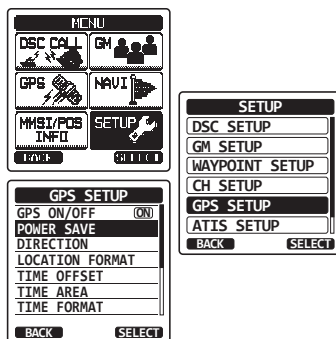 MENU
DSC CALL GM
GPS NAVI
MMSI/POS INFO SETUP
BACK SELECT
SETUP
DSC SETUP
GM SETUP
WAYPOINT SETUP
CH SETUP
GPS SETUP
ATIS SETUP
BACK SELECT
GPS SETUP
GPS ON/OFF ON
POWER SAVE
DIRECTION
LOCATION FORMAT
TIME OFFSET
TIME AREA
TIME FORMAT
BACK SELECT